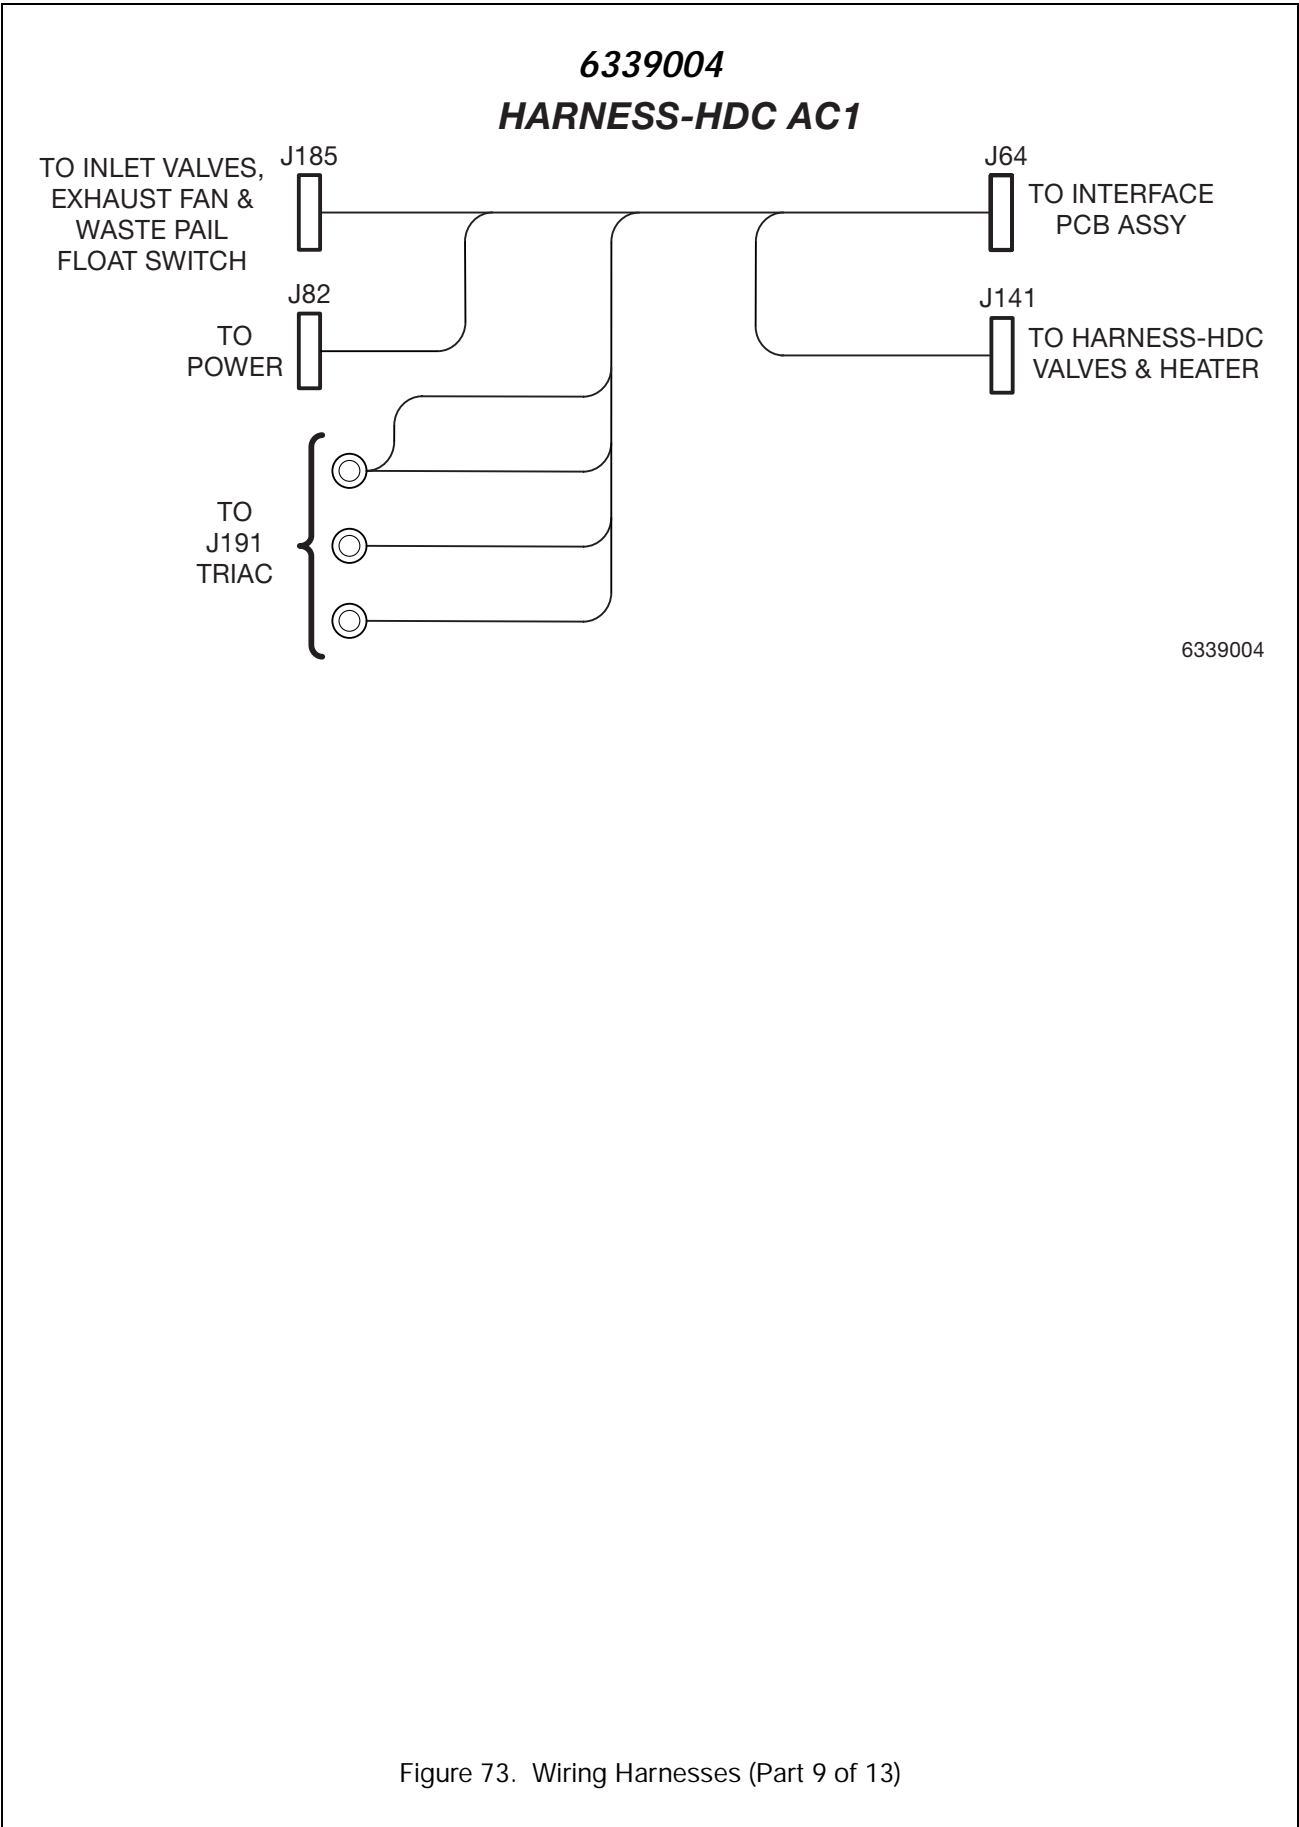 6339004
HARNESS-HDC AC1
J185
TO INLET VALVES,
EXHAUST FAN &
WASTE PAIL
FLOAT SWITCH
J64
TO INTERFACE
PCB ASSY
J82
TO
POWER
J141
TO HARNESS-HDC
VALVES & HEATER
TO
J191
TRIAC
6339004
Figure 73. Wiring Harnesses (Part 9 of 13)